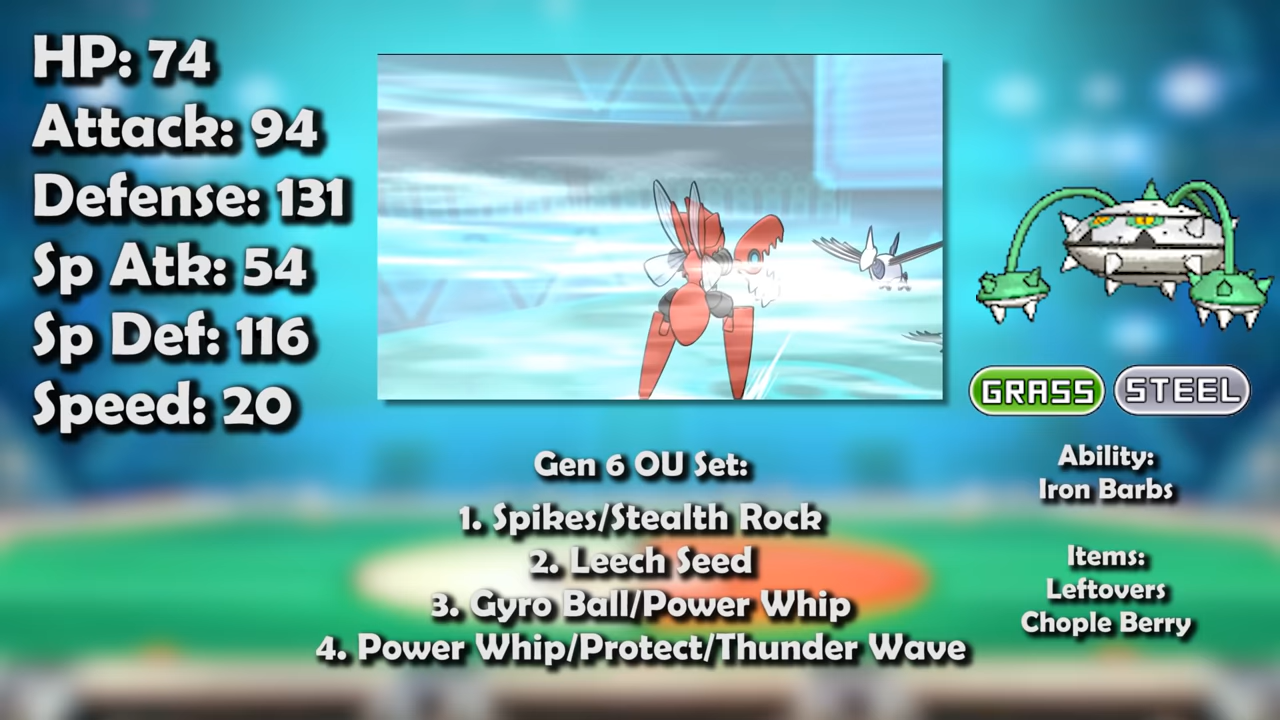 HP: 74
Attack: 94
Defense: 131
Sp Atk: 54
Sp Def: 116
Speed: 20
GRASS STEEL
Ability:
Iron Barbs
Items:
Leftovers
Chople Berry
Gen 6 OU Set:
1. Spikes/Stealth Rock
2. Leech Seed
3. Gyro Ball/Power Whip
4. Power Whip/Protect/Thunder Wave